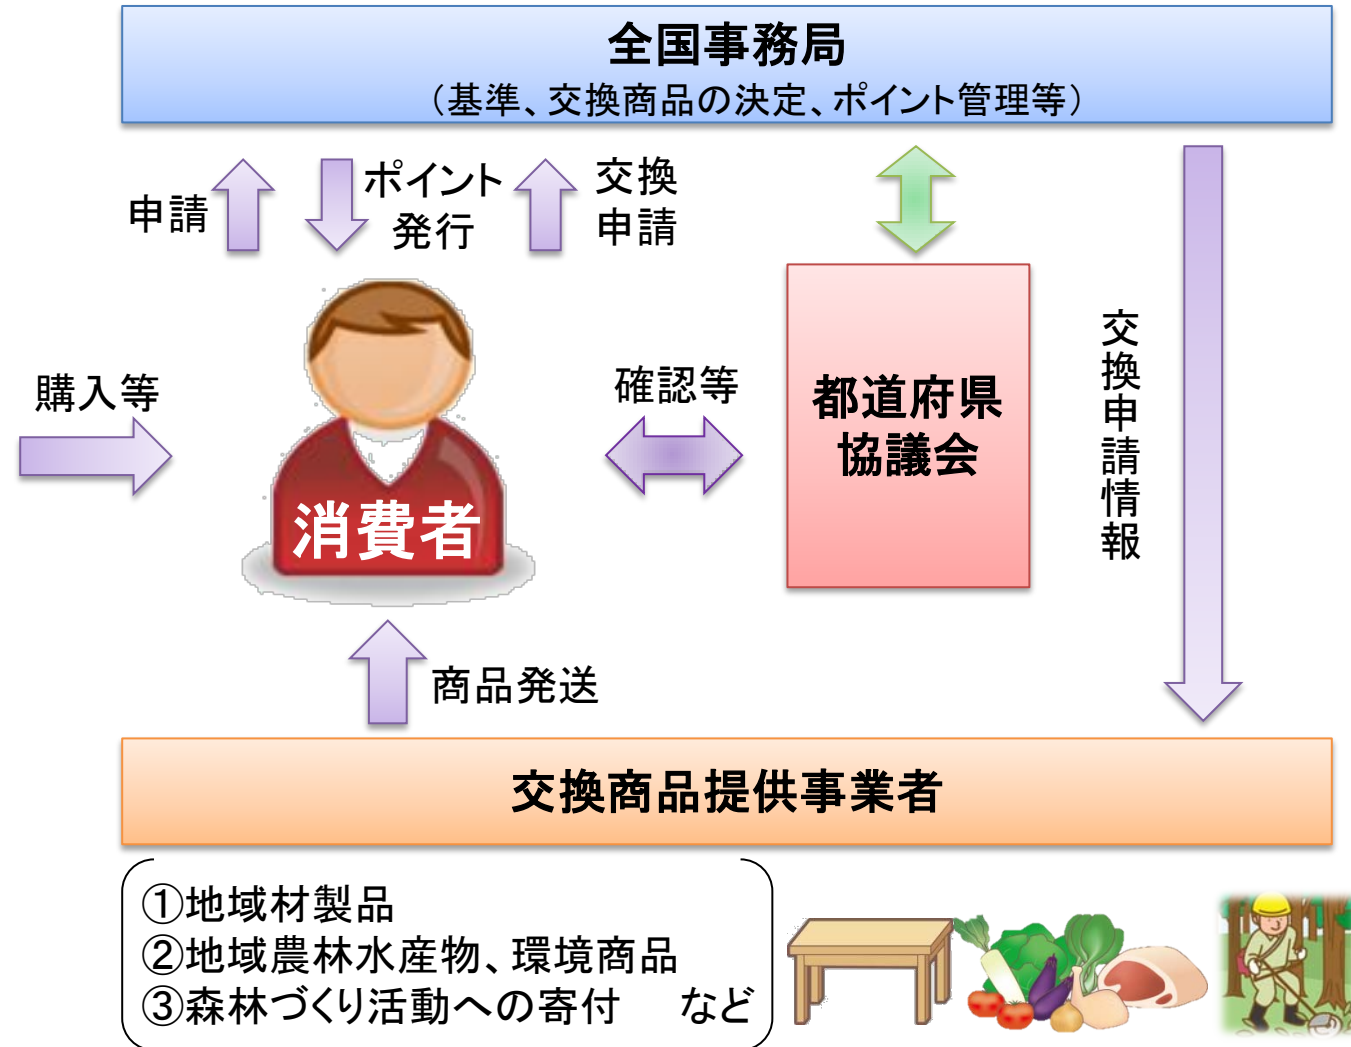 全国事務局
（基準、交換商品の決定、ポイント管理等）
申請
ポイント
発行
交換
申請
購入等
消費者
確認等
都道府県
協議会
交換申請情報
商品発送
交換商品提供事業者
①地域材製品
②地域農林水産物、環境商品
③森林づくり活動への寄付　など